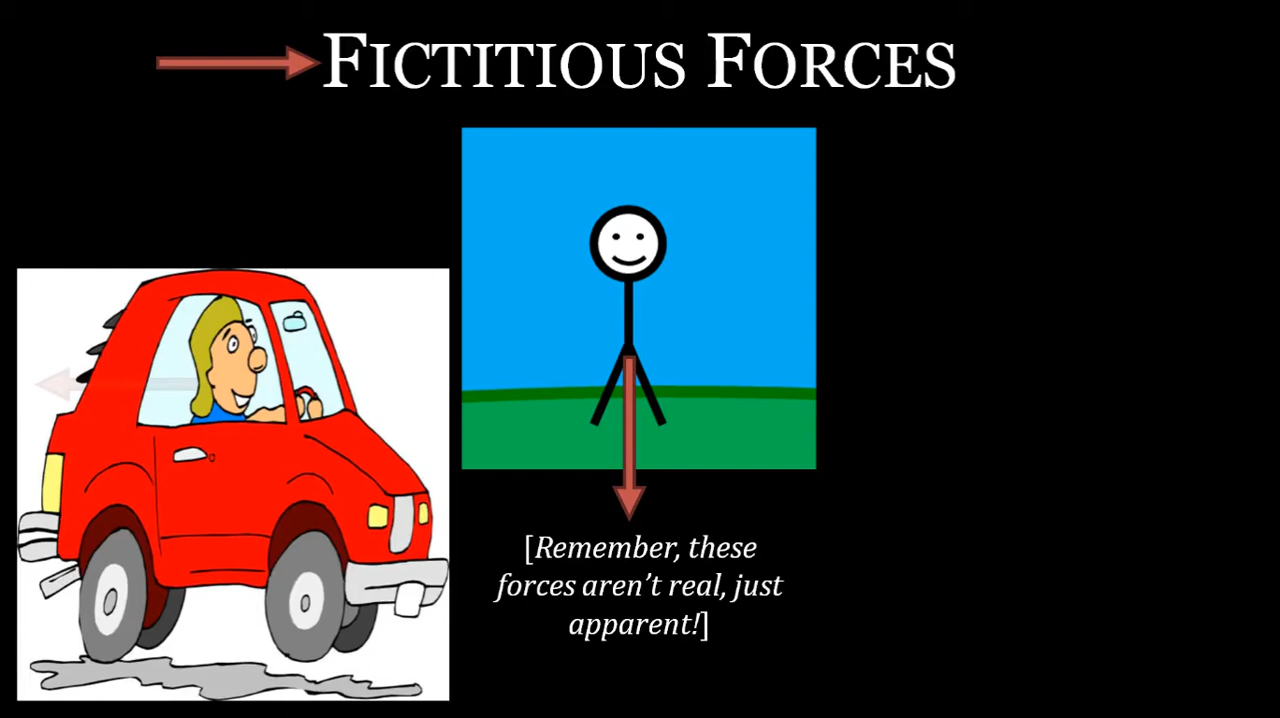 FICTITIOUS FORCES
[Remember, these
forces aren’t real, just
apparent!]